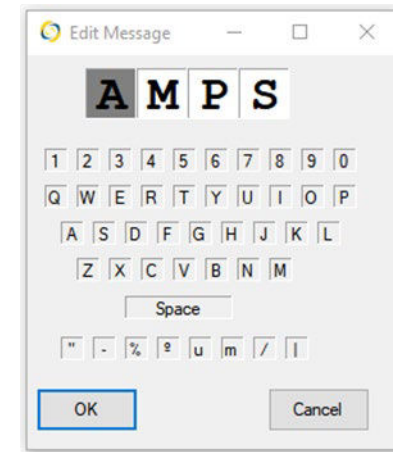 Edit Message
AMPS
1 2 3 4 5 6 7 8 9 0
Q W E R T Y U I O P
A S D F G H J K L
Z X C V B N M
Space
" - % º u m / |
OK Cancel